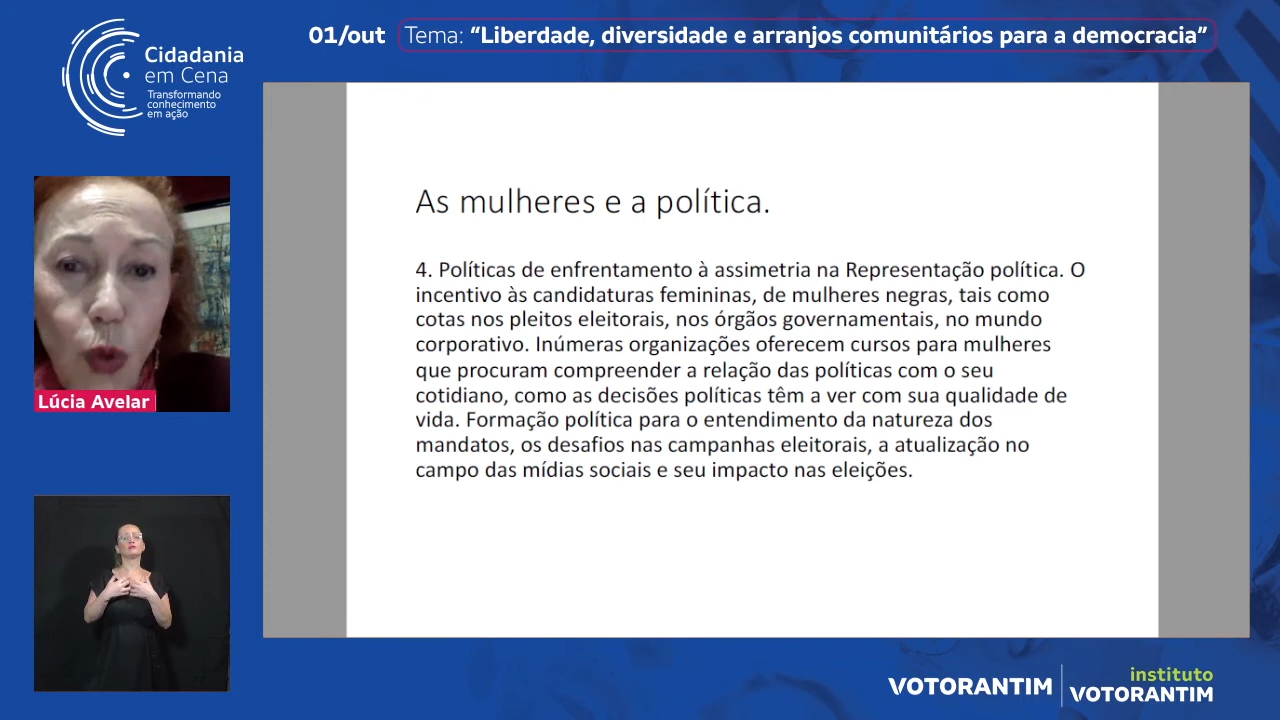 Cidadania
em Cena
Transformando
conhecimento
em ação
01/out Tema: “Liberdade, diversidade e arranjos comunitários para a democracia”
As mulheres e a política.
4. Políticas de enfrentamento à assimetria na Representação política. O
incentivo às candidaturas femininas, de mulheres negras, tais como
cotas nos pleitos eleitorais, nos órgãos governamentais, no mundo
corporativo. Inúmeras organizações oferecem cursos para mulheres
que procuram compreender a relação das políticas com o seu
cotidiano, como as decisões políticas têm a ver com sua qualidade de
vida. Formação política para o entendimento da natureza dos
mandatos, os desafios nas campanhas eleitorais, a atualização no
campo das mídias sociais e seu impacto nas eleições.
Lúcia Avelar
VOTORANTIM
instituto
VOTORANTIM